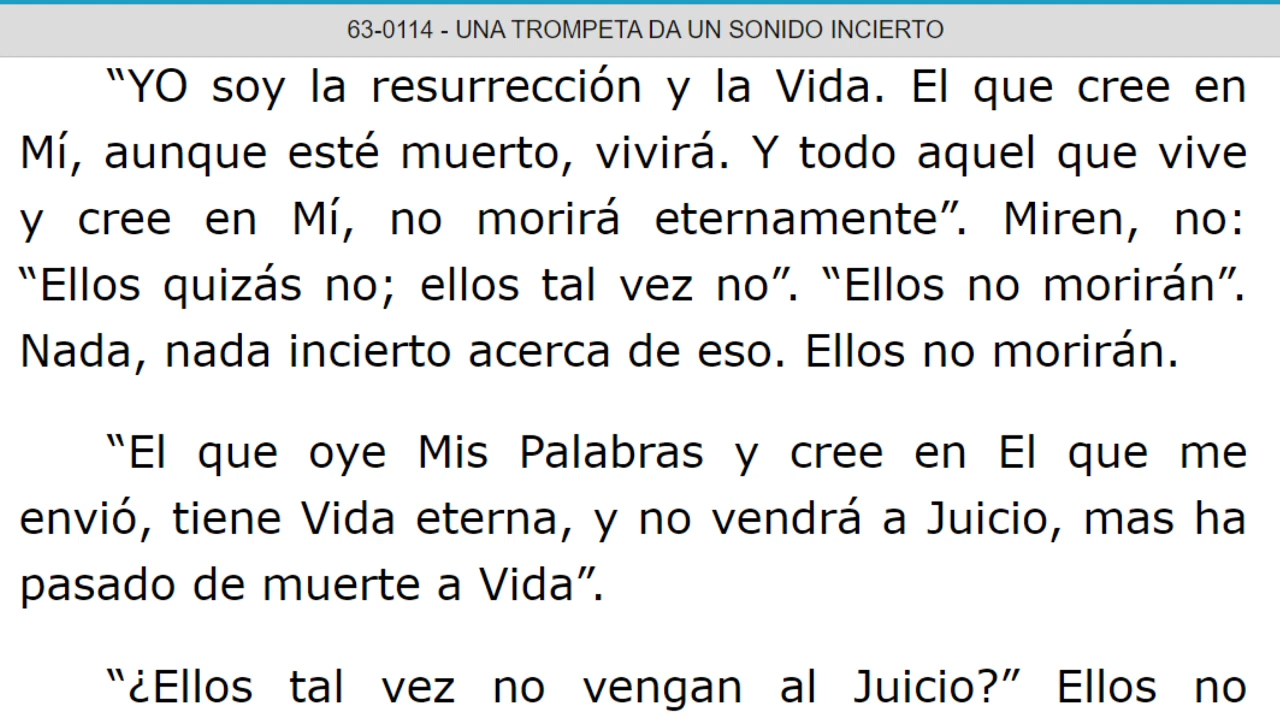 63-0114 - UNA TROMPETA DA UN SONIDO INCIERTO
“YO soy la resurrección y la Vida. El que cree en
Mí, aunque esté muerto, vivirá. Y todo aquel que vive
y cree en Mí, no morirá eternamente”. Miren, no:
“Ellos quizás no; ellos tal vez no”. “Ellos no morirán”.
Nada, nada incierto acerca de eso. Ellos no morirán.
“El que oye Mis Palabras y cree en El que me
envió, tiene Vida eterna, y no vendrá a Juicio, mas ha
pasado de muerte a Vida”.
“¿Ellos tal vez no vengan al Juicio?” Ellos no